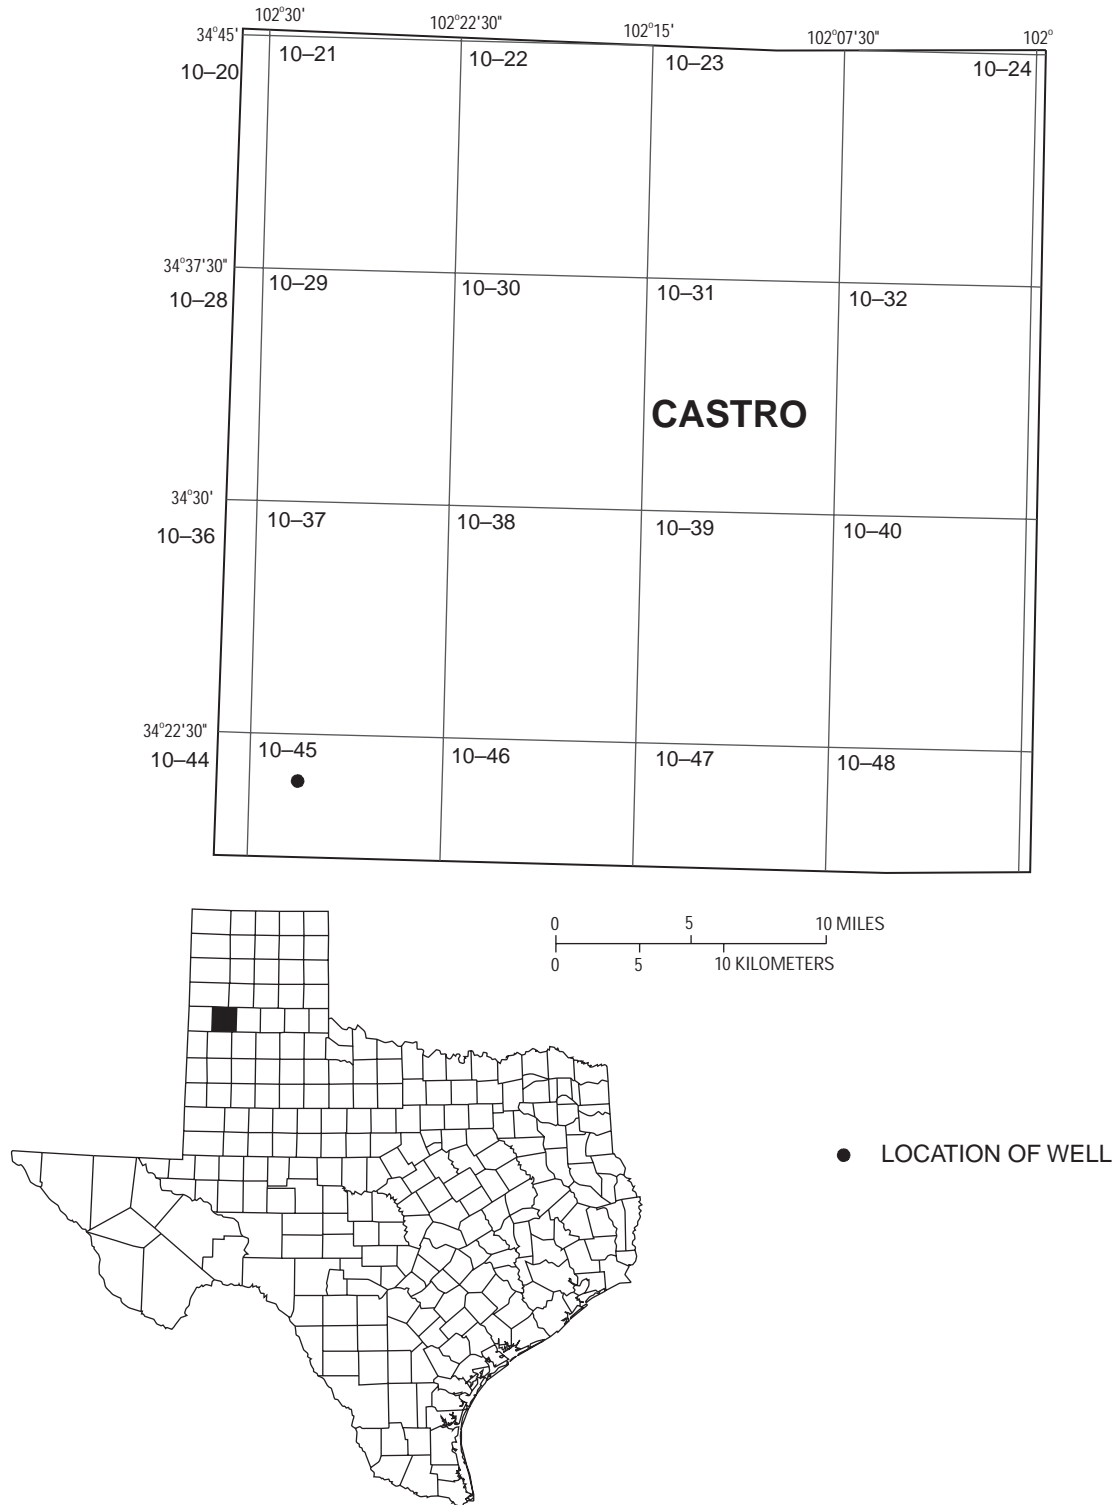 102°30' 102°22'30" 102°15' 102°07'30" 102°
34°45'
10–20 10–21 10–22 10–23 10–24
34°37'30"
10–28 10–29 10–30 10–31 10–32
CASTRO
34°30'
10–36 10–37 10–38 10–39 10–40
34°22'30"
10–44 10–45 10–46 10–47 10–48
0 5 10 MILES
0 5 10 KILOMETERS
LOCATION OF WELL